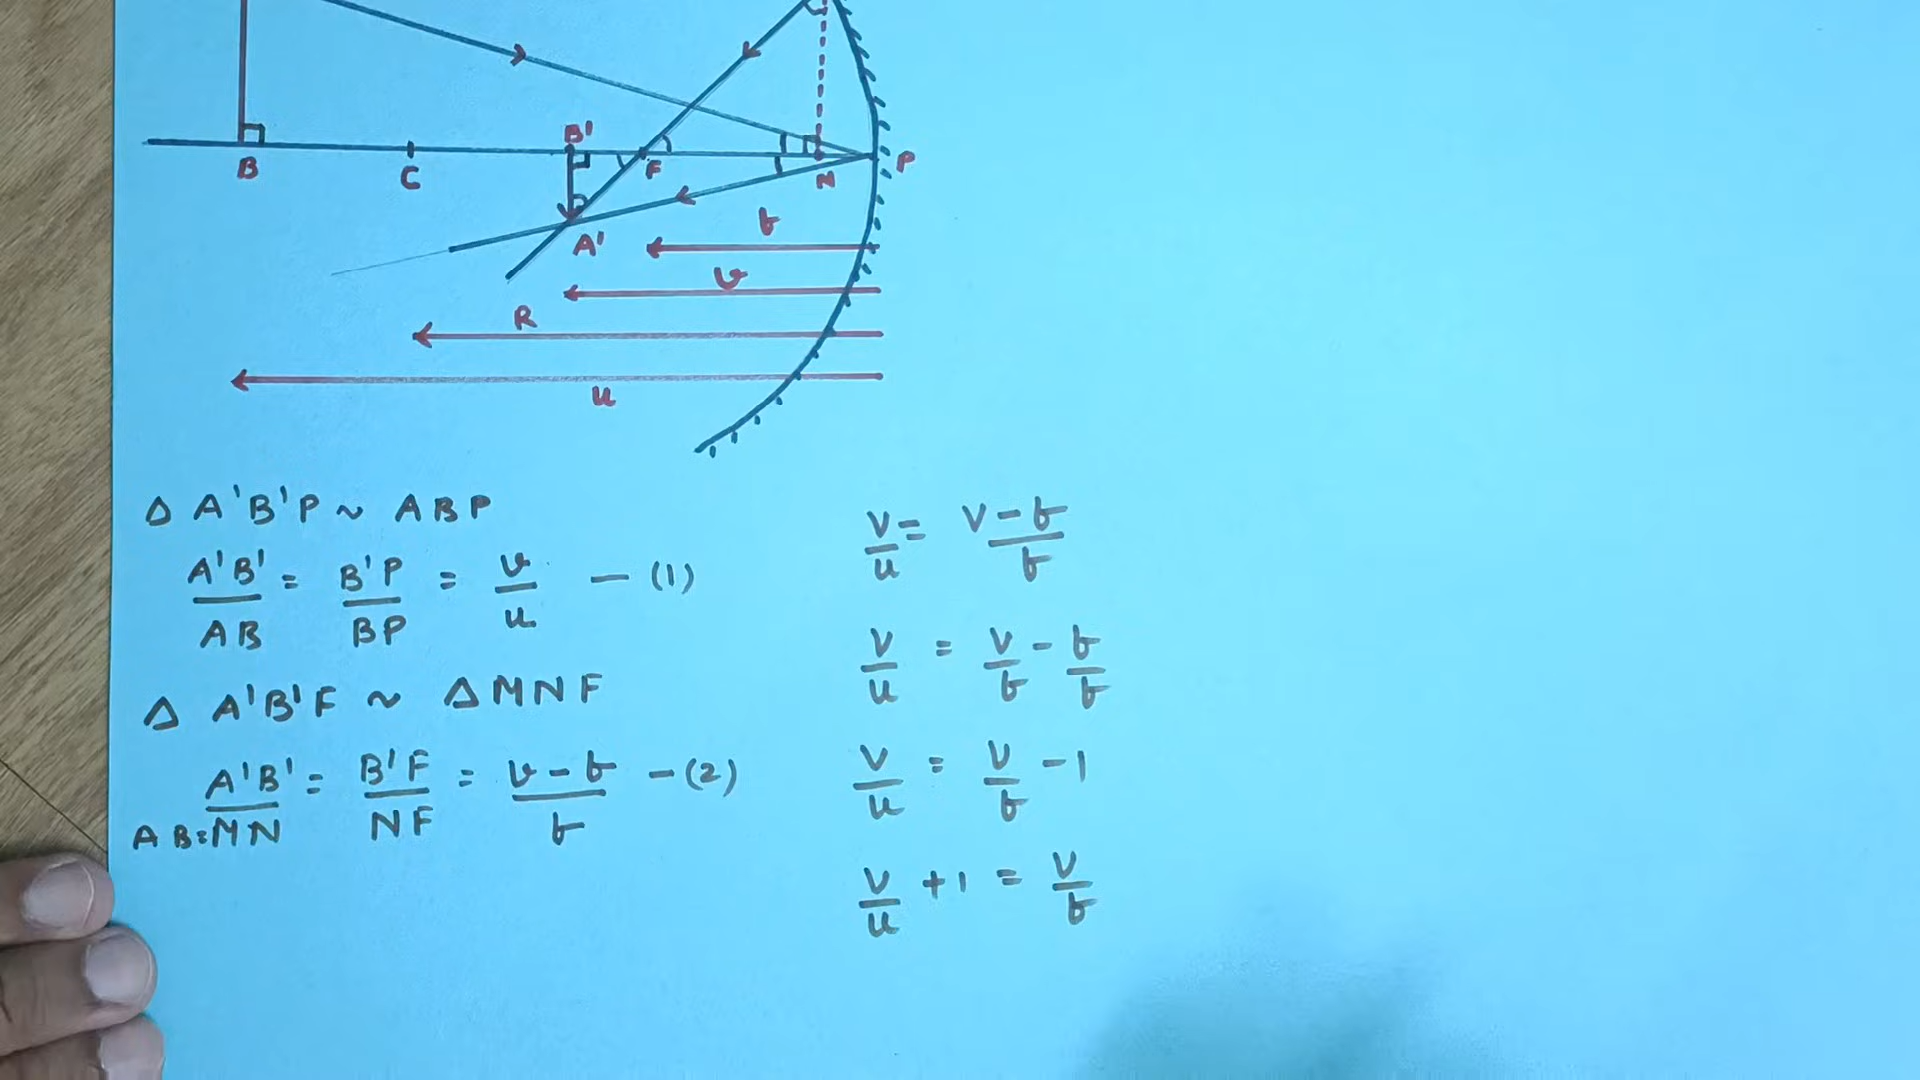 B C B' F N P
A'
f
v
R
u
Δ A'B'P ~ ABP
A'B'/AB = B'P/BP = v/u - (1)
Δ A'B'F ~ Δ MNF
A'B'/MN = B'F/NF = v-f/f - (2)
AB=MN
v/u = v-f/f
v/u = v/f - f/f
v/u = v/f - 1
v/u + 1 = v/f